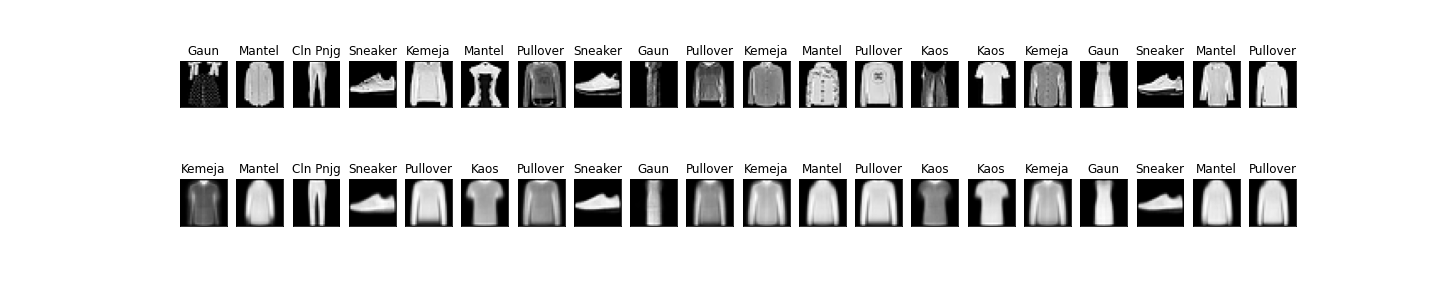 Gaun Mantel Cln Pnjg Sneaker Kemeja Mantel Pullover Sneaker Gaun Pullover Kemeja Mantel Pullover Kaos Kaos Kemeja Gaun Sneaker Mantel Pullover
Kemeja Mantel Cln Pnjg Sneaker Pullover Kaos Pullover Sneaker Gaun Pullover Kemeja Mantel Pullover Kaos Kaos Kemeja Gaun Sneaker Mantel Pullover